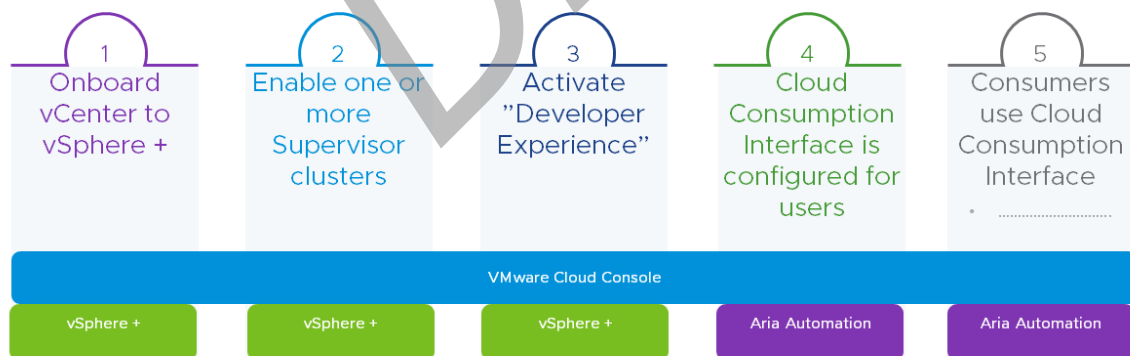 1
Onboard
vCenter to
vSphere +
2
Enable one or
more
Supervisor
clusters
3
Activate
”Developer
Experience”
4
Cloud
Consumption
Interface is
configured for
users
5
Consumers
use Cloud
Consumption
Interface
• ............................
VMware Cloud Console
vSphere +
vSphere +
vSphere +
Aria Automation
Aria Automation